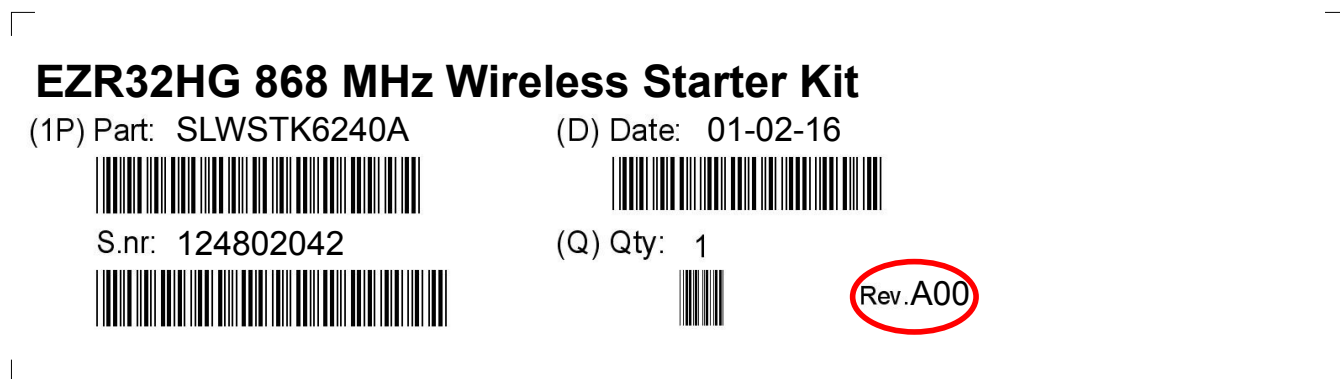 EZR32HG 868 MHz Wireless Starter Kit
(1P) Part: SLWSTK6240A (D) Date: 01-02-16
S.nr: 124802042 (Q) Qty: 1
Rev.A00